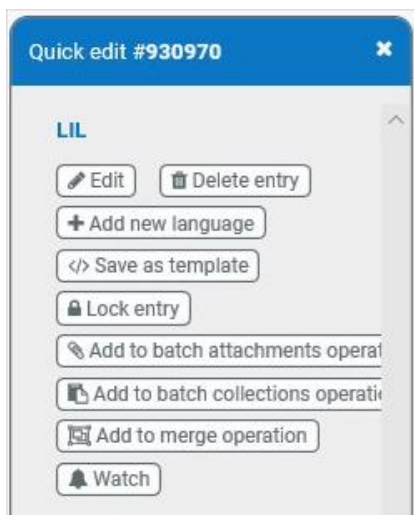 Quick edit #930970
LIL
Edit Delete entry
Add new language
</> Save as template
Lock entry
Add to batch attachments operat
Add to batch collections operati
Add to merge operation
Watch